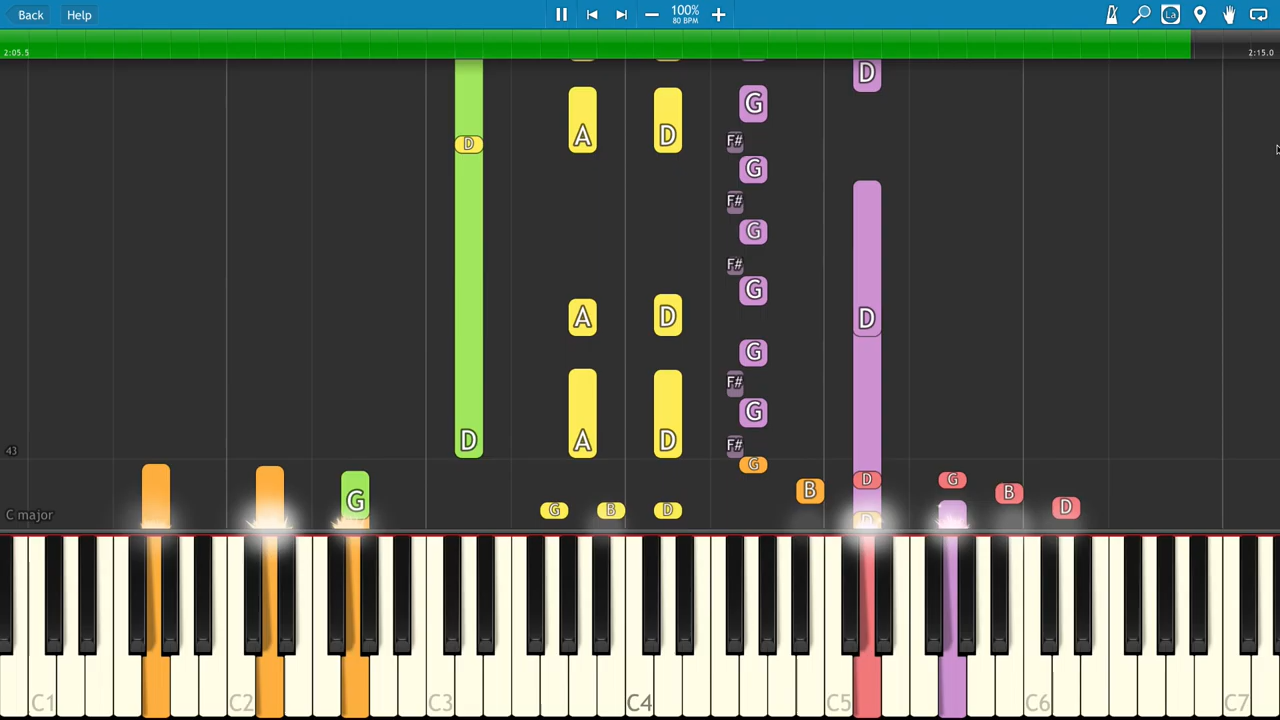 Back Help 100% La
80 BPM
2:05.5 2:15.0
D
G
A D
D F#
G
F#
G
F#
G
A D D
G
F#
G
D A D F#
43
G
D G
B B
G
G B D D
C major D
C1 C2 C3 C4 C5 C6 C7